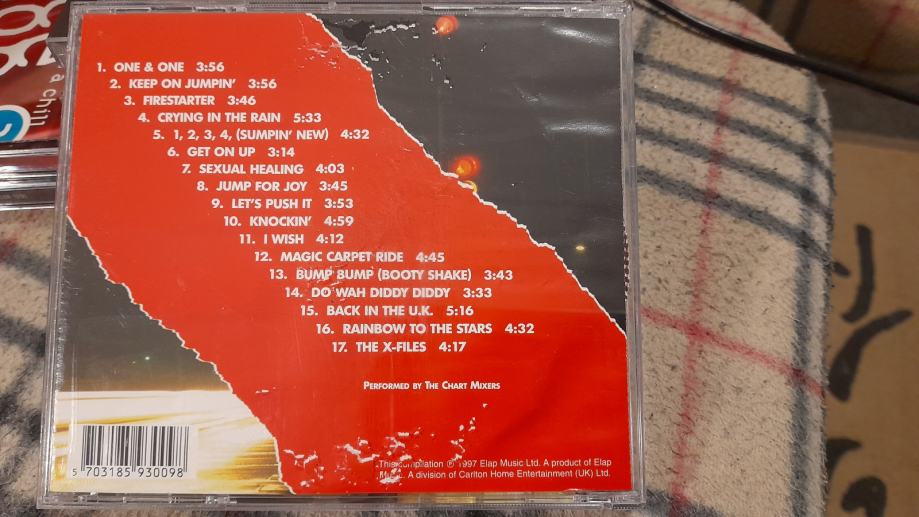 1. ONE & ONE 3:56
2. KEEP ON JUMPIN' 3:56
3. FIRESTARTER 3:46
4. CRYING IN THE RAIN 5:33
5. 1, 2, 3, 4, (SUMPIN' NEW) 4:32
6. GET ON UP 3:14
7. SEXUAL HEALING 4:03
8. JUMP FOR JOY 3:45
9. LET'S PUSH IT 3:53
10. KNOCKIN' 4:59
11. I WISH 4:12
12. MAGIC CARPET RIDE 4:45
13. BUMP BUMP (BOOTY SHAKE) 3:43
14. DO WAH DIDDY DIDDY 3:33
15. BACK IN THE U.K. 5:16
16. RAINBOW TO THE STARS 4:32
17. THE X-FILES 4:17
PERFORMED BY THE CHART MIXERS
This compilation ℗ 1997 Elap Music Ltd. A product of Elap
Music. A division of Carlton Home Entertainment (UK) Ltd.
5 703185 930098